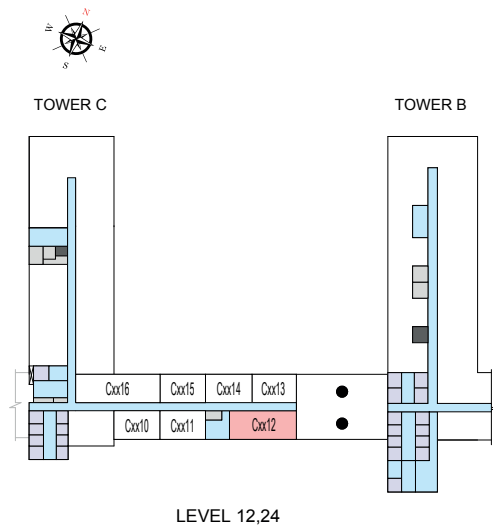 N
W
E
S
TOWER C
TOWER B
Cxx16 Cxx15 Cxx14 Cxx13
Cxx10 Cxx11 Cxx12
LEVEL 12,24